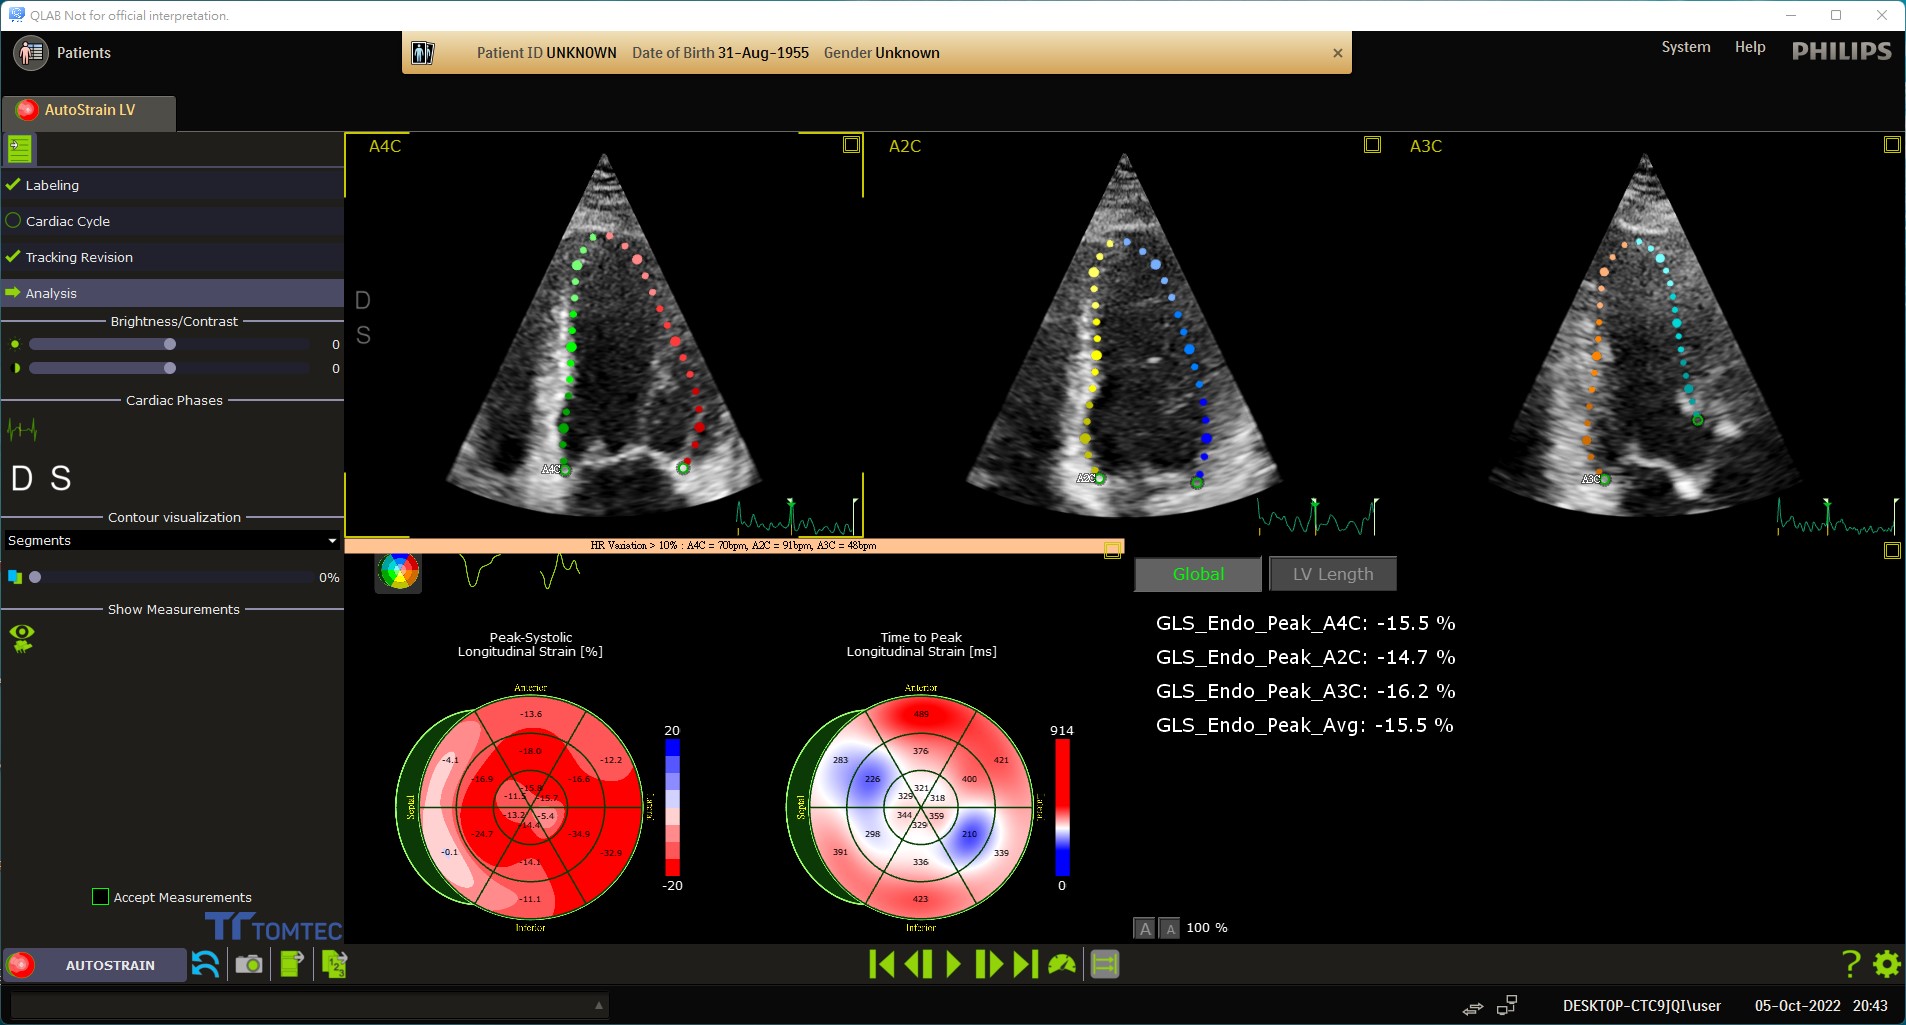 QLAB Not for official interpretation.
Patients
Patient ID UNKNOWN Date of Birth 31-Aug-1955 Gender Unknown
System Help PHILIPS
AutoStrain LV
Labeling
Cardiac Cycle
Tracking Revision
Analysis
Brightness/Contrast
0
0
Cardiac Phases
D S
Contour visualization
Segments
0%
Show Measurements
Accept Measurements
TOMTEC
A4C
D
S
A4C
A2C
A2C
A3C
A3C
HR Variation > 10% : A4C = 70bpm, A2C = 91bpm, A3C = 48bpm
Peak-Systolic
Longitudinal Strain [%]
Anterior
-13.6
-18.0
-4.1
-12.2
-16.9
-16.6
-15.8
-11.5
-15.7
Septal
-13.2
-5.4
-14.4
-24.7
-34.9
-0.1
-32.9
-14.1
-11.1
Inferior
20
-20
Time to Peak
Longitudinal Strain [ms]
Anterior
489
376
283
421
226
400
321
329
318
Septal
344
359
329
298
210
391
339
336
423
Inferior
914
0
Global
LV Length
GLS_Endo_Peak_A4C: -15.5 %
GLS_Endo_Peak_A2C: -14.7 %
GLS_Endo_Peak_A3C: -16.2 %
GLS_Endo_Peak_Avg: -15.5 %
A A 100 %
AUTOSTRAIN
123
?
DESKTOP-CTC9JQI\user 05-Oct-2022 20:43